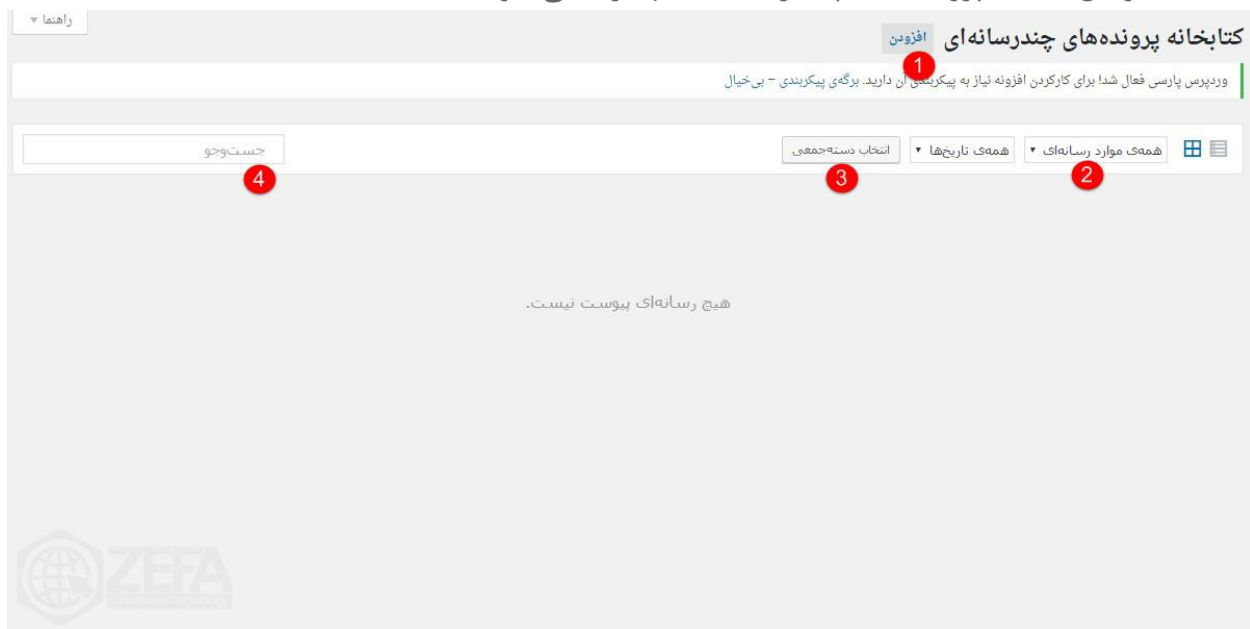 راهنما
کتابخانه پرونده‌های چندرسانه‌ای افزودن
1
وردپرس پارسی فعال شد! برای کارکردن افزونه نیاز به پیکربندی آن دارید. برگه‌ی پیکربندی – بی‌خیال
همه‌ی موارد رسانه‌ای همه‌ی تاریخ‌ها انتخاب دسته‌جمعی جست‌وجو
2 3 4
هیچ رسانه‌ای پیوست نیست.
ZEFA